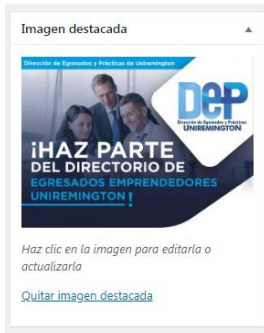 Imagen destacada
Dirección de Egresados y Prácticas de Uniremington
DEP
Dirección de Egresados y Prácticas
UNIREMINGTON
¡HAZ PARTE
DEL DIRECTORIO DE
EGRESADOS EMPRENDEDORES
UNIREMINGTON!
Haz clic en la imagen para editarla o
actualizarla
Quitar imagen destacada